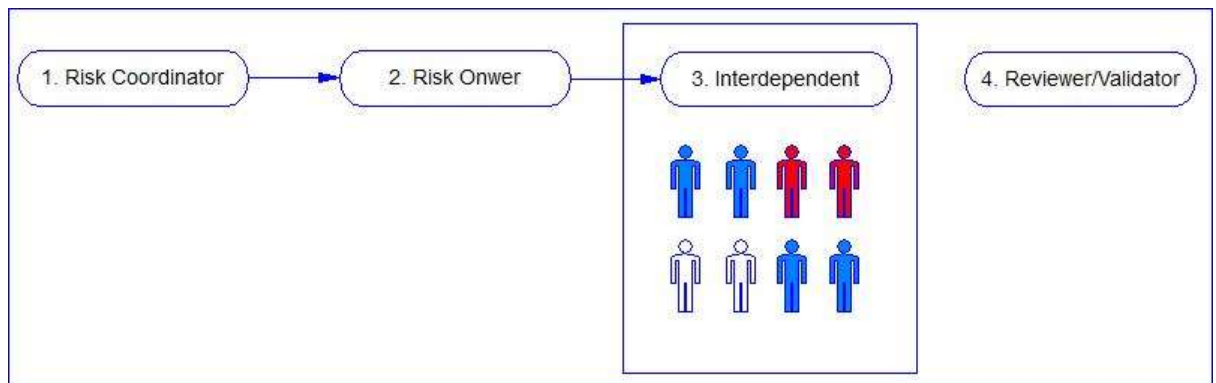 1. Risk Coordinator
2. Risk Onwer
3. Interdependent
4. Reviewer/Validator